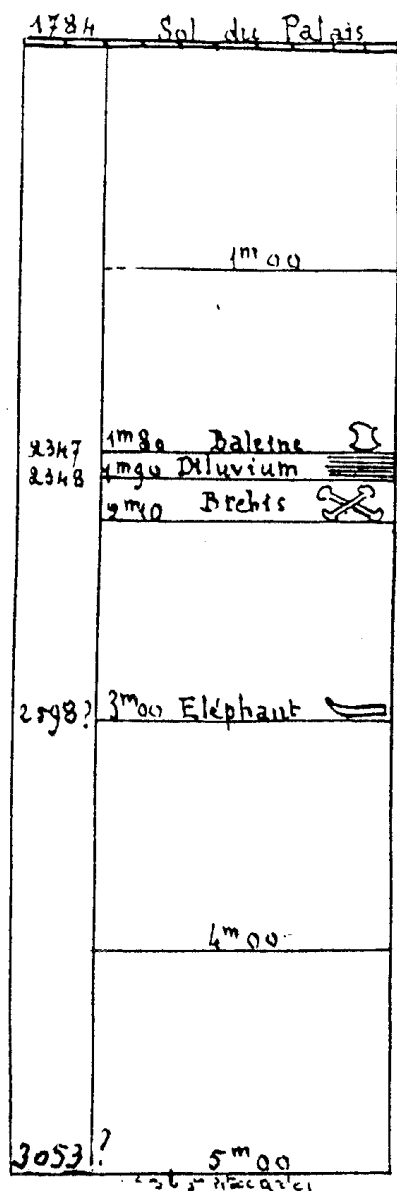 1784 Sol du Palais
1m00
2347 1m80 Baleine
2348 1m90 Diluvium
2m10 Brebis
2598? 3m00 Eléphant
4m00
3053? 5m00